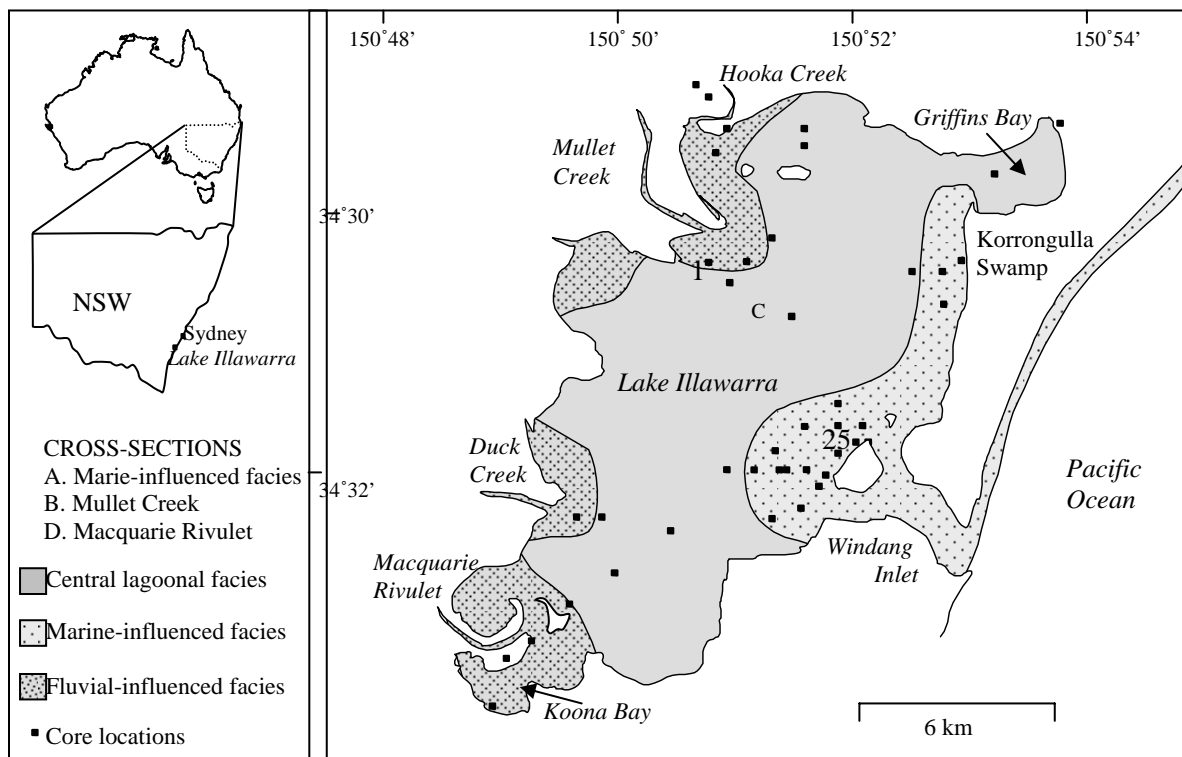 150˚48’
150˚50’
150˚52’
150˚54’
Hooka Creek
Griffins Bay
Mullet
Creek
34˚30’
Korrongulla
Swamp
1
C
NSW
Sydney
Lake Illawarra
Lake Illawarra
25
Duck
Creek
34˚32’
Pacific
Ocean
Windang
Inlet
Macquarie
Rivulet
Koona Bay
6 km
CROSS-SECTIONS
A. Marie-influenced facies
B. Mullet Creek
D. Macquarie Rivulet
Central lagoonal facies
Marine-influenced facies
Fluvial-influenced facies
Core locations